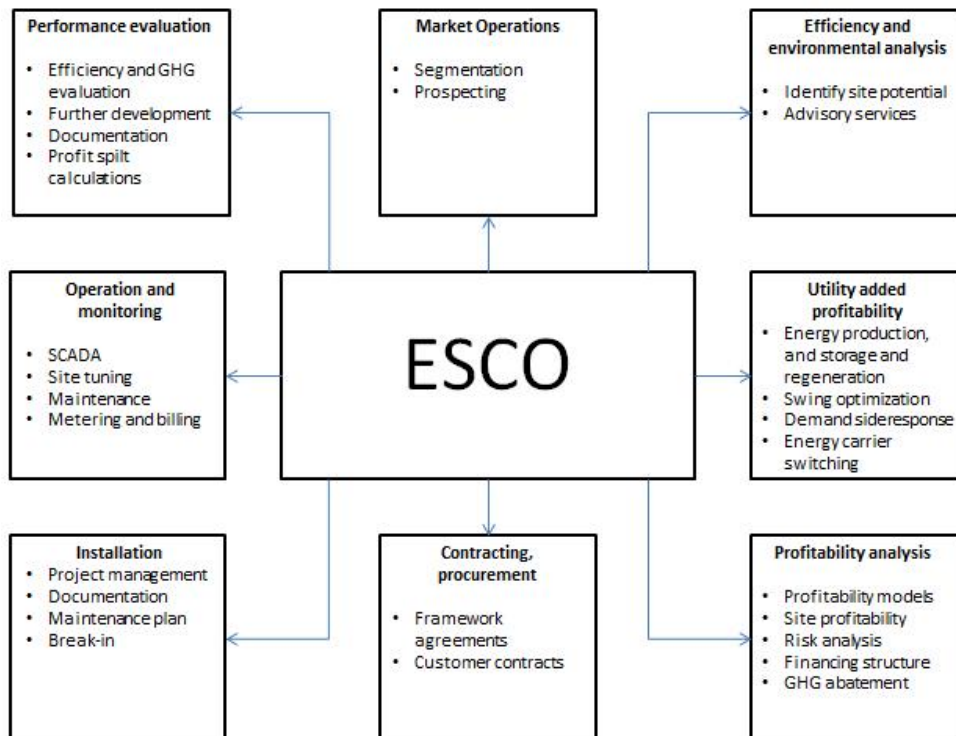 Performance evaluation
• Efficiency and GHG
evaluation
• Further development
• Documentation
• Profit spilt
calculations
Market Operations
• Segmentation
• Prospecting
Efficiency and
environmental analysis
• Identify site potential
• Advisory services
Operation and
monitoring
• SCADA
• Site tuning
• Maintenance
• Metering and billing
ESCO
Utility added
profitability
• Energy production,
and storage and
regeneration
• Swing optimization
• Demand sideresponse
• Energy carrier
switching
Installation
• Project management
• Documentation
• Maintenance plan
• Break-in
Contracting,
procurement
• Framework
agreements
• Customer contracts
Profitability analysis
• Profitability models
• Site profitability
• Risk analysis
• Financing structure
• GHG abatement